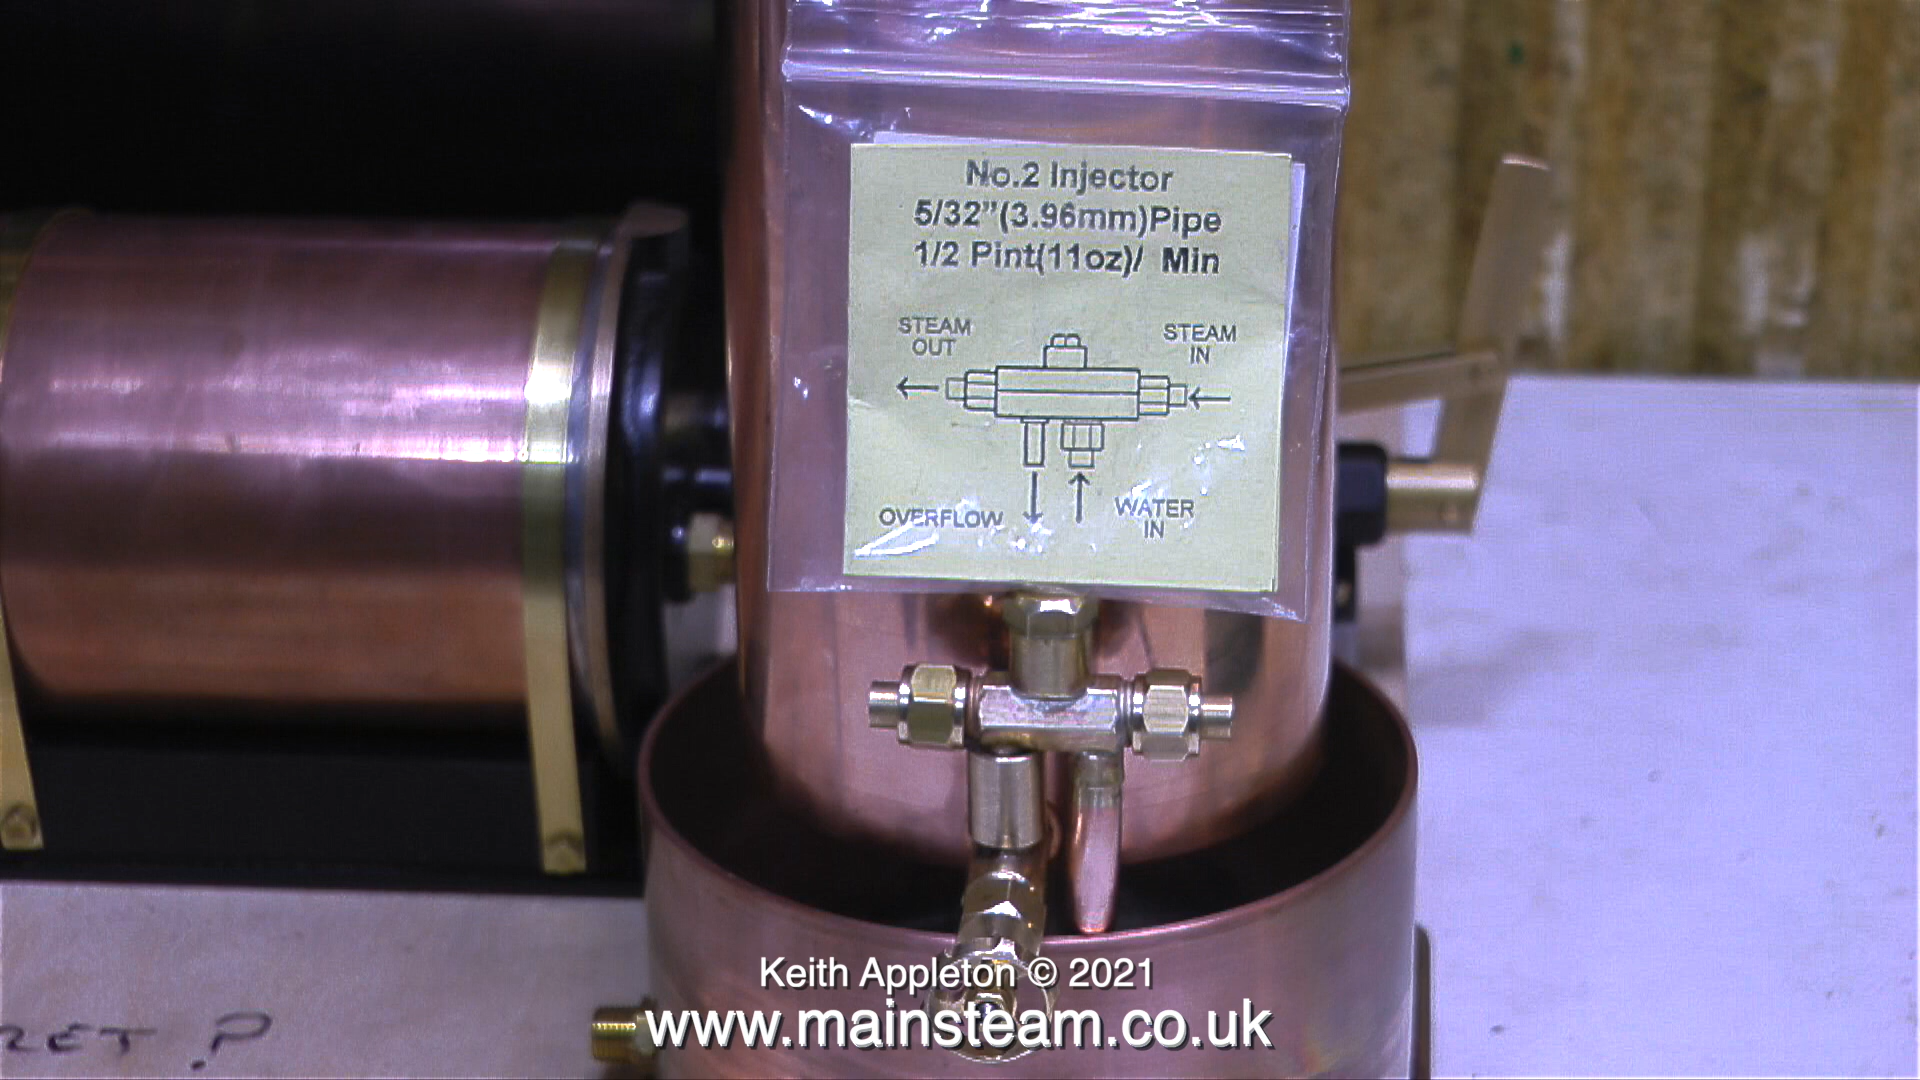 No.2 Injector
5/32”(3.96mm)Pipe
1/2 Pint(11oz)/ Min
STEAM
OUT
STEAM
IN
OVERFLOW
WATER
IN
RET P
Keith Appleton © 2021
www.mainsteam.co.uk